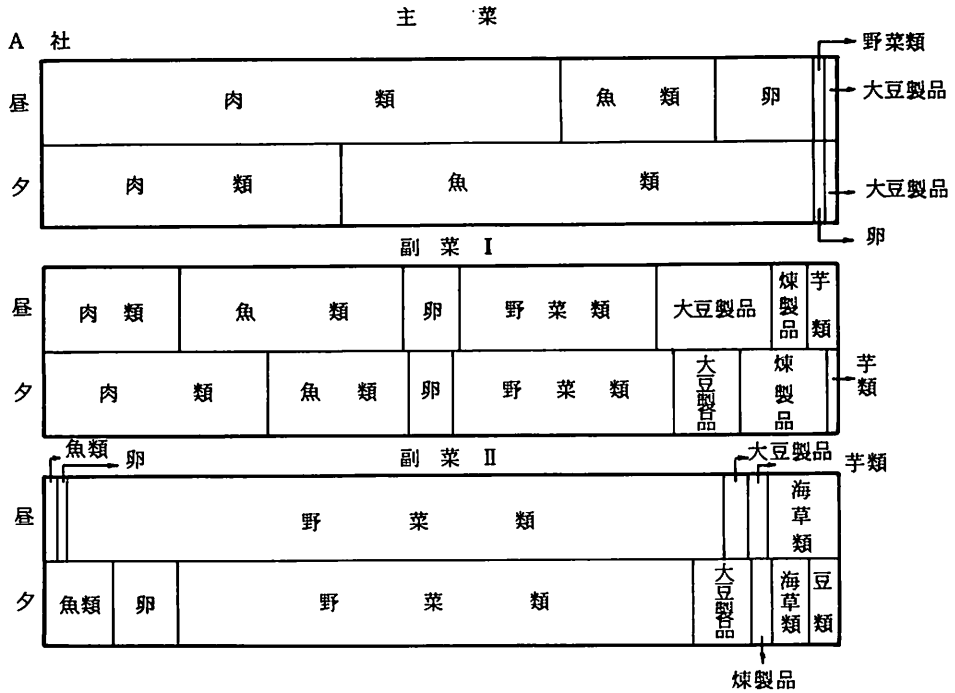 主菜
A 社
野菜類
昼 肉類 魚類 卵 大豆製品
夕 肉類 魚類 大豆製品
卵
副菜 I
昼 肉類 魚類 卵 野菜類 大豆製品 煉製品 芋類
夕 肉類 魚類 卵 野菜類 大豆製品 煉製品 芋類
副菜 II
魚類 卵 大豆製品 芋類
昼 野菜類 海草類
夕 魚類 卵 野菜類 大豆製品 海草類 豆類
煉製品